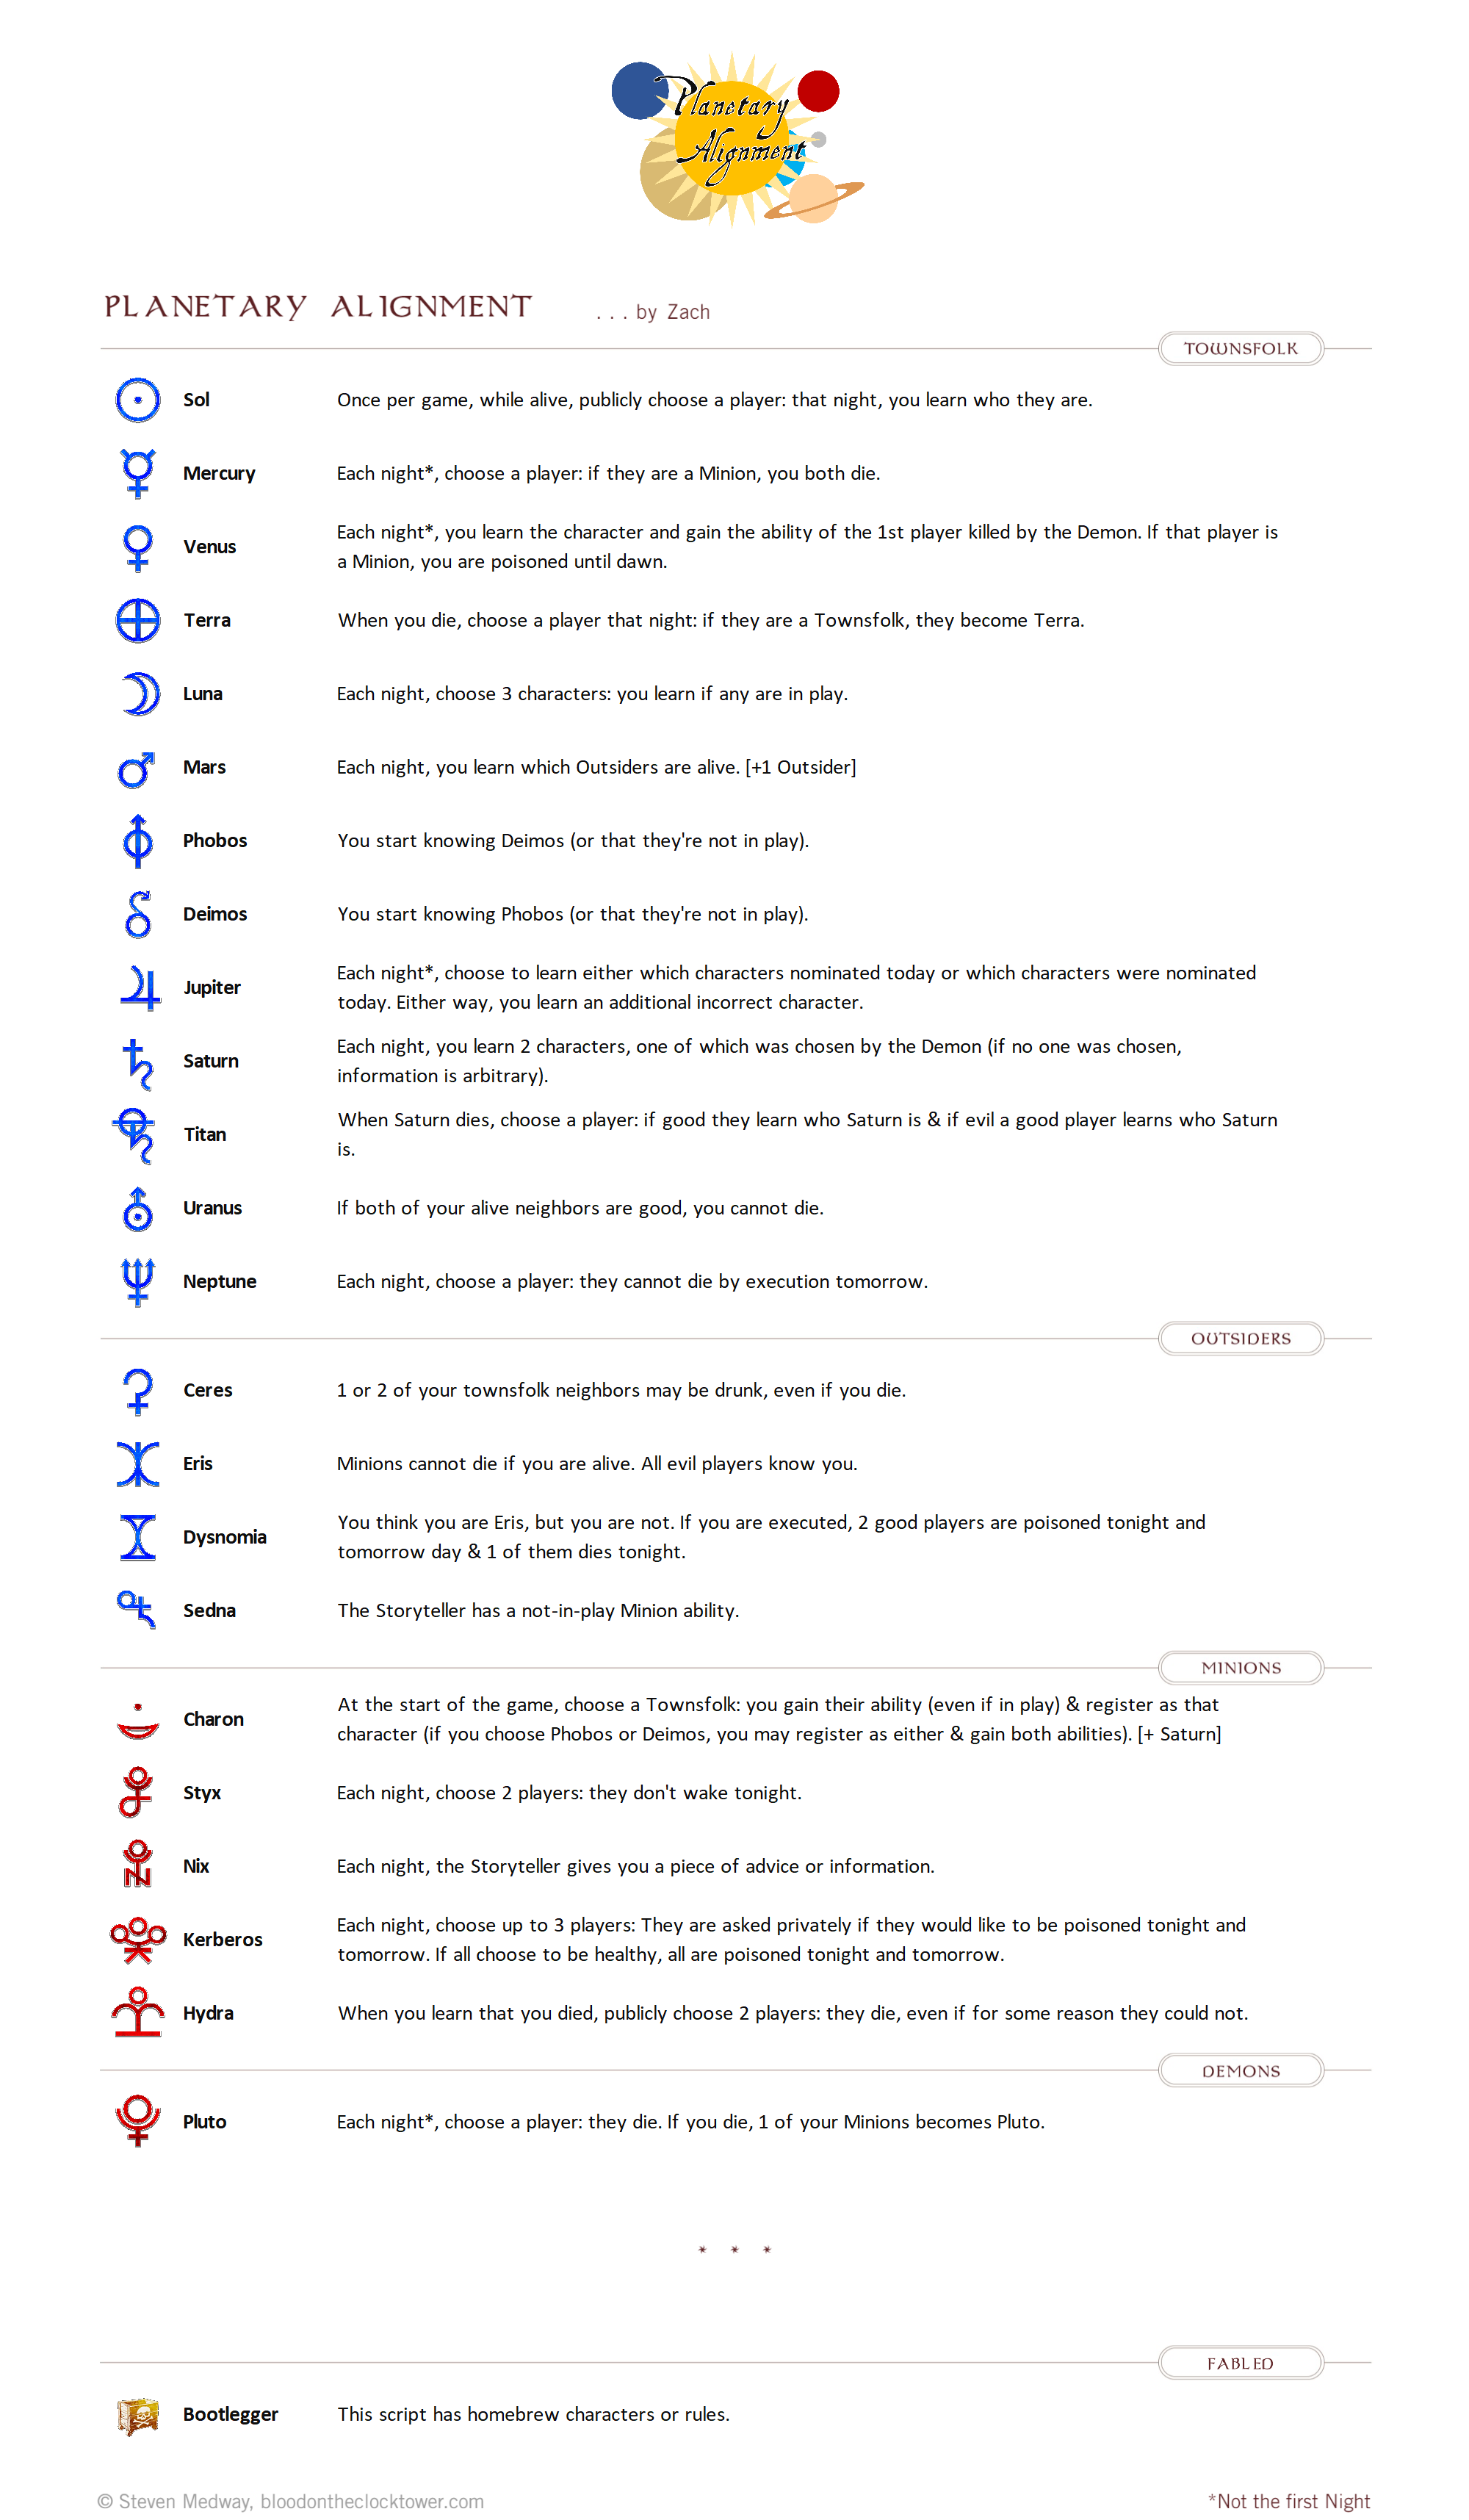 Planetary
Alignment
PLANETARY ALIGNMENT ... by Zach
TOWNSFOLK
Sol Once per game, while alive, publicly choose a player: that night, you learn who they are.
Mercury Each night*, choose a player: if they are a Minion, you both die.
Venus Each night*, you learn the character and gain the ability of the 1st player killed by the Demon. If that player is
a Minion, you are poisoned until dawn.
Terra When you die, choose a player that night: if they are a Townsfolk, they become Terra.
Luna Each night, choose 3 characters: you learn if any are in play.
Mars Each night, you learn which Outsiders are alive. [+1 Outsider]
Phobos You start knowing Deimos (or that they're not in play).
Deimos You start knowing Phobos (or that they're not in play).
Jupiter Each night*, choose to learn either which characters nominated today or which characters were nominated
today. Either way, you learn an additional incorrect character.
Saturn Each night, you learn 2 characters, one of which was chosen by the Demon (if no one was chosen,
information is arbitrary).
Titan When Saturn dies, choose a player: if good they learn who Saturn is & if evil a good player learns who Saturn
is.
Uranus If both of your alive neighbors are good, you cannot die.
Neptune Each night, choose a player: they cannot die by execution tomorrow.
OUTSIDERS
Ceres 1 or 2 of your townsfolk neighbors may be drunk, even if you die.
Eris Minions cannot die if you are alive. All evil players know you.
Dysnomia You think you are Eris, but you are not. If you are executed, 2 good players are poisoned tonight and
tomorrow day & 1 of them dies tonight.
Sedna The Storyteller has a not-in-play Minion ability.
MINIONS
Charon At the start of the game, choose a Townsfolk: you gain their ability (even if in play) & register as that
character (if you choose Phobos or Deimos, you may register as either & gain both abilities). [+ Saturn]
Styx Each night, choose 2 players: they don't wake tonight.
Nix Each night, the Storyteller gives you a piece of advice or information.
Kerberos Each night, choose up to 3 players: They are asked privately if they would like to be poisoned tonight and
tomorrow. If all choose to be healthy, all are poisoned tonight and tomorrow.
Hydra When you learn that you died, publicly choose 2 players: they die, even if for some reason they could not.
DEMONS
Pluto Each night*, choose a player: they die. If you die, 1 of your Minions becomes Pluto.
* * *
FABLED
Bootlegger This script has homebrew characters or rules.
© Steven Medway, bloodontheclocktower.com *Not the first Night